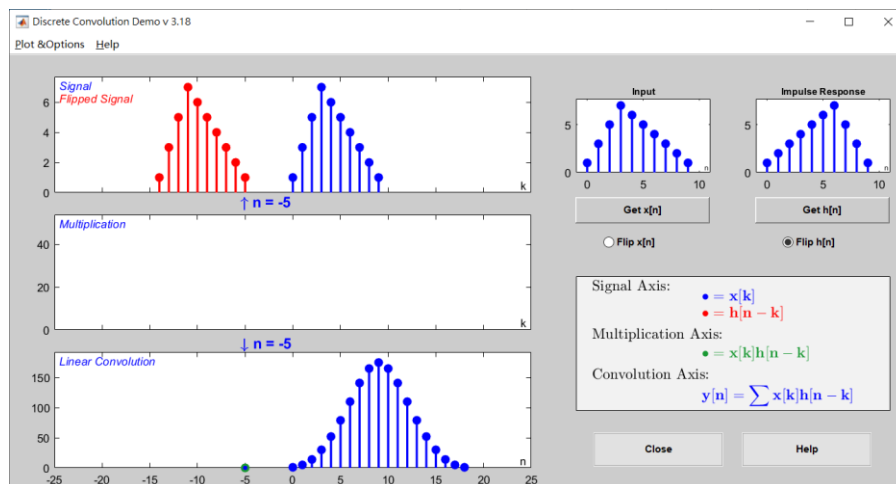 Discrete Convolution Demo v 3.18
Plot &Options Help
Signal
Flipped Signal
6
4
2
0
k
↑ n = -5
Multiplication
40
20
0
k
↓ n = -5
Linear Convolution
150
100
50
0
n
-25 -20 -15 -10 -5 0 5 10 15 20 25
Input
5
0
n
0 5 10
Impulse Response
5
0
n
0 5 10
Get x[n]
Get h[n]
Flip x[n]
Flip h[n]
Signal Axis:
● = x[k]
● = h[n − k]
Multiplication Axis:
● = x[k]h[n − k]
Convolution Axis:
y[n] = ∑ x[k]h[n − k]
Close
Help